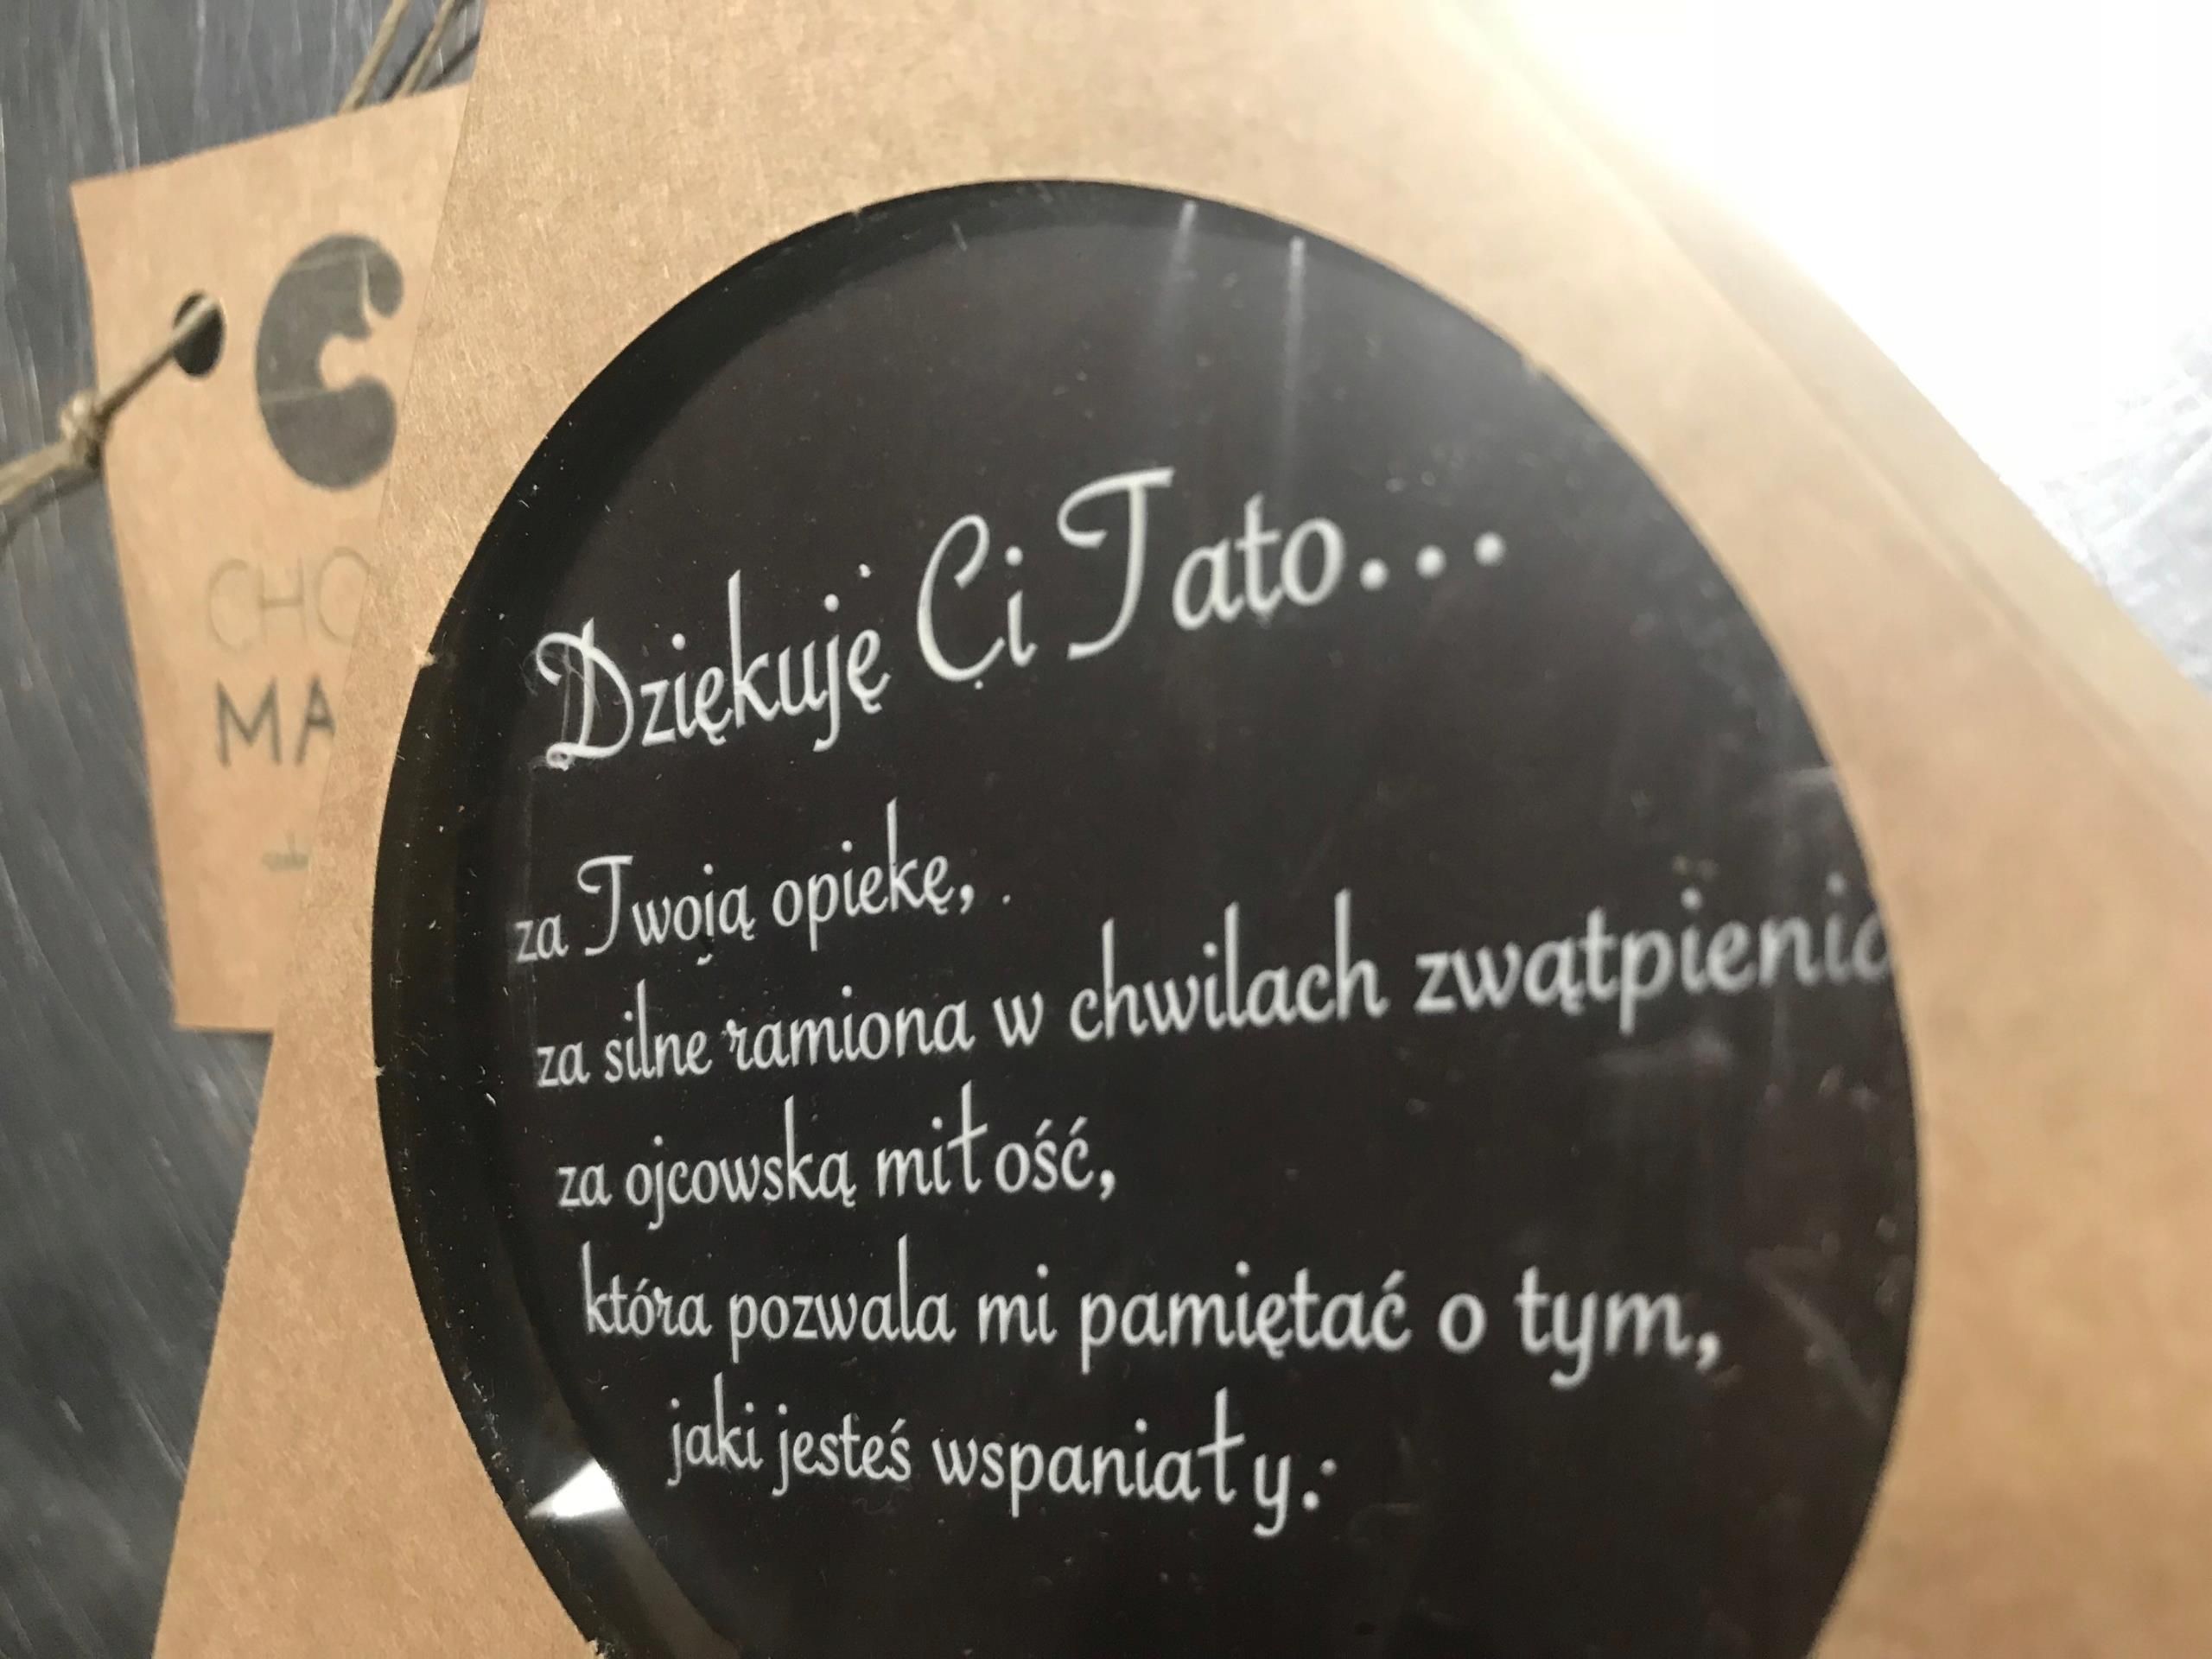 CHO
MA
Dziękuję Ci Tato...
za Twoją opiekę,
za silne ramiona w chwilach
za ojcowską miłość,
która pozwala mi pamiętać o tym,
jaki jesteś wspaniały.